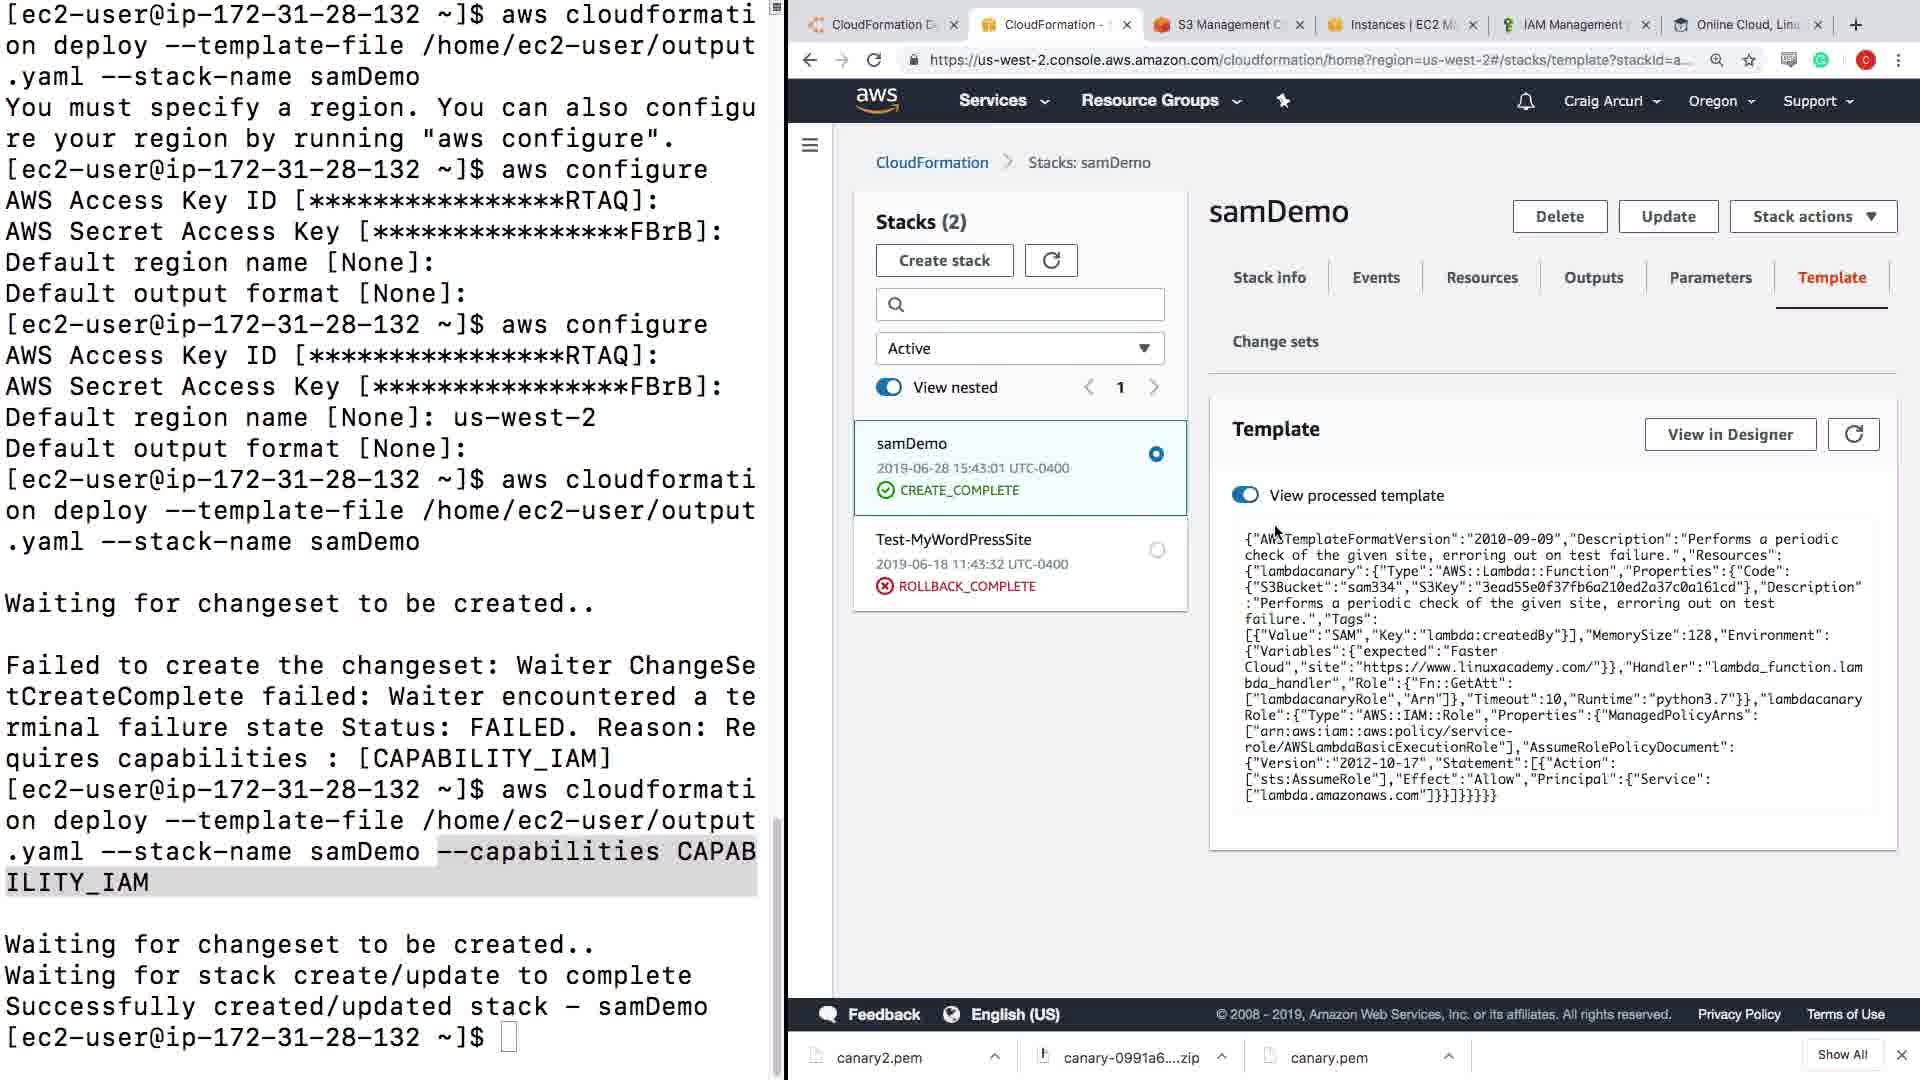 [ec2-user@ip-172-31-28-132 ~]$ aws cloudformati
on deploy --template-file /home/ec2-user/output
.yaml --stack-name samDemo
You must specify a region. You can also configu
re your region by running "aws configure".
[ec2-user@ip-172-31-28-132 ~]$ aws configure
AWS Access Key ID [****************RTAQ]:
AWS Secret Access Key [****************FBrB]:
Default region name [None]:
Default output format [None]:
[ec2-user@ip-172-31-28-132 ~]$ aws configure
AWS Access Key ID [****************RTAQ]:
AWS Secret Access Key [****************FBrB]:
Default region name [None]: us-west-2
Default output format [None]:
[ec2-user@ip-172-31-28-132 ~]$ aws cloudformati
on deploy --template-file /home/ec2-user/output
.yaml --stack-name samDemo
Waiting for changeset to be created..
Failed to create the changeset: Waiter ChangeSe
tCreateComplete failed: Waiter encountered a te
rminal failure state Status: FAILED. Reason: Re
quires capabilities : [CAPABILITY_IAM]
[ec2-user@ip-172-31-28-132 ~]$ aws cloudformati
on deploy --template-file /home/ec2-user/output
.yaml --stack-name samDemo --capabilities CAPAB
ILITY_IAM
Waiting for changeset to be created..
Waiting for stack create/update to complete
Successfully created/updated stack - samDemo
[ec2-user@ip-172-31-28-132 ~]$
CloudFormation D
CloudFormation -
S3 Management C
Instances | EC2 M
IAM Management
Online Cloud, Linu
https://us-west-2.console.aws.amazon.com/cloudformation/home?region=us-west-2#/stacks/template?stackId=a...
C
aws
Services
Resource Groups
Craig Arcurl
Oregon
Support
CloudFormation
Stacks: samDemo
Stacks (2)
Create stack
Active
View nested
1
samDemo
2019-06-28 15:43:01 UTC-0400
CREATE_COMPLETE
Test-MyWordPressSite
2019-06-18 11:43:32 UTC-0400
ROLLBACK_COMPLETE
samDemo
Delete
Update
Stack actions
Stack info
Events
Resources
Outputs
Parameters
Template
Change sets
Template
View in Designer
View processed template
{"AWSTemplateFormatVersion":"2010-09-09","Description":"Performs a periodic
check of the given site, erroring out on test failure.","Resources":
{"lambdacanary":{"Type":"AWS::Lambda::Function","Properties":{"Code":
{"S3Bucket":"sam334","S3Key":"3ead55e0f37fb6a210ed2a37c0a161cd"},"Description"
:"Performs a periodic check of the given site, erroring out on test
failure.","Tags":
[{"Value":"SAM","Key":"lambda:createdBy"}],"MemorySize":128,"Environment":
{"Variables":{"expected":"Faster
Cloud","site":"https://www.linuxacademy.com/"}},"Handler":"lambda_function.lam
bda_handler","Role":{"Fn::GetAtt":
["lambdacanaryRole","Arn"]},"Timeout":10,"Runtime":"python3.7"}},"lambdacanary
Role":{"Type":"AWS::IAM::Role","Properties":{"ManagedPolicyArns":
["arn:aws:iam::aws:policy/service-
role/AWSLambdaBasicExecutionRole"],"AssumeRolePolicyDocument":
{"Version":"2012-10-17","Statement":[{"Action":
["sts:AssumeRole"],"Effect":"Allow","Principal":{"Service":
["lambda.amazonaws.com"]}}]}}}}}
Feedback
English (US)
© 2008 - 2019, Amazon Web Services, Inc. or its affiliates. All rights reserved.
Privacy Policy
Terms of Use
canary2.pem
canary-0991a6....zip
canary.pem
Show All